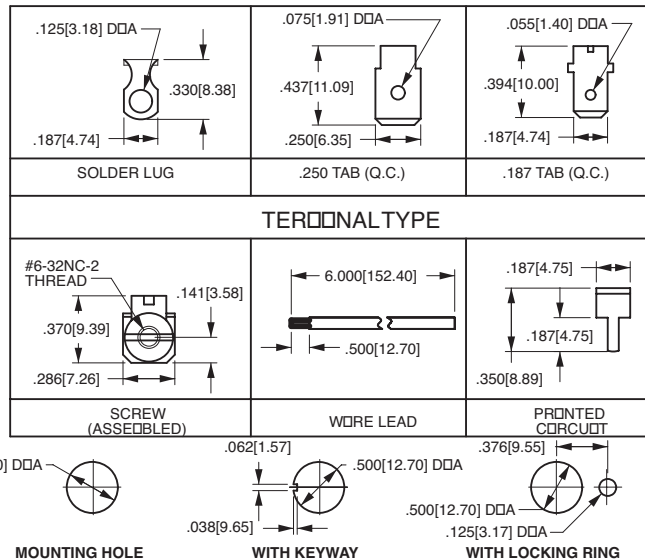 .125[3.18] D□A
.330[8.38]
.187[4.74]
SOLDER LUG
.075[1.91] D□A
.437[11.09]
.250[6.35]
.250 TAB (Q.C.)
.055[1.40] D□A
.394[10.00]
.187[4.74]
.187 TAB (Q.C.)
TER□□NALTYPE
#6-32NC-2
THREAD
.141[3.58]
.370[9.39]
.286[7.26]
SCREW
(ASSE□BLED)
6.000[152.40]
.500[12.70]
W□RE LEAD
.187[4.75]
.187[4.75]
.350[8.89]
PR□NTED
C□RCU□T
0] D□A
MOUNTING HOLE
.062[1.57]
.500[12.70] D□A
.038[9.65]
WITH KEYWAY
.376[9.55]
.500[12.70] D□A
.125[3.17] D□A
WITH LOCKING RING